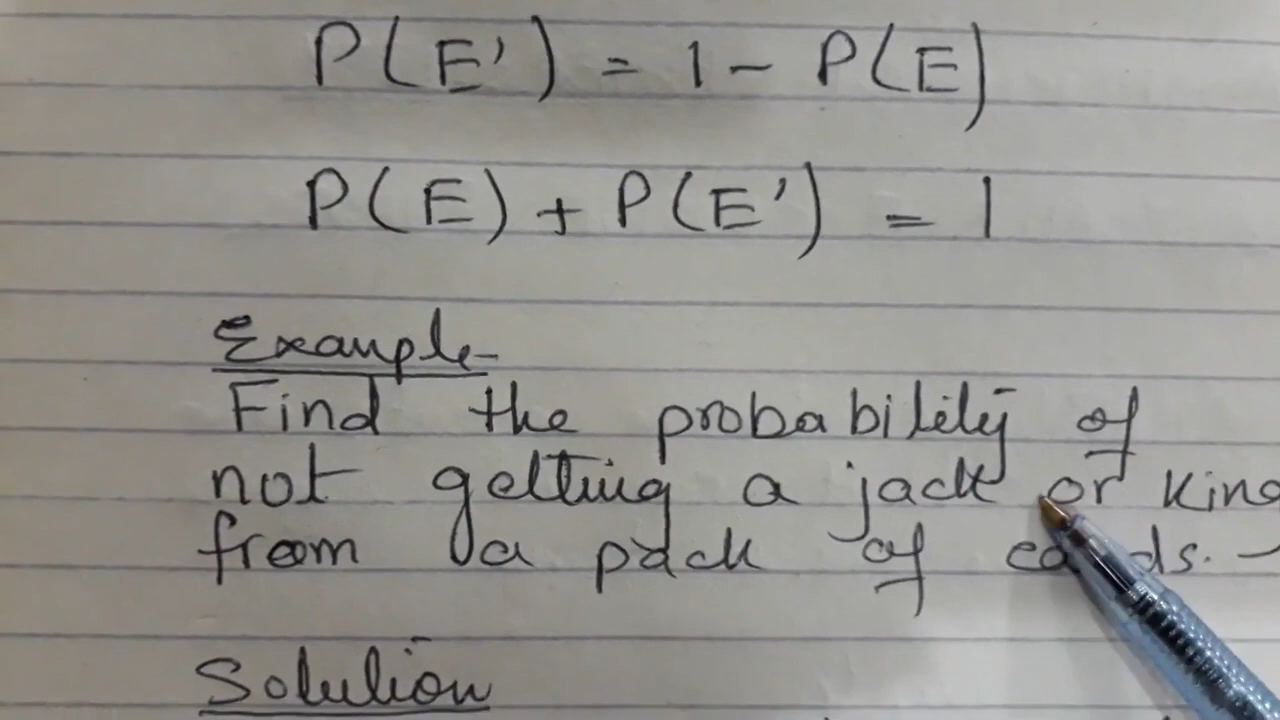 P(E') = 1 - P(E)
P(E) + P(E') = 1
Example-
Find the probability of
not getting a jack or king
from a pack of cards. -
Solution